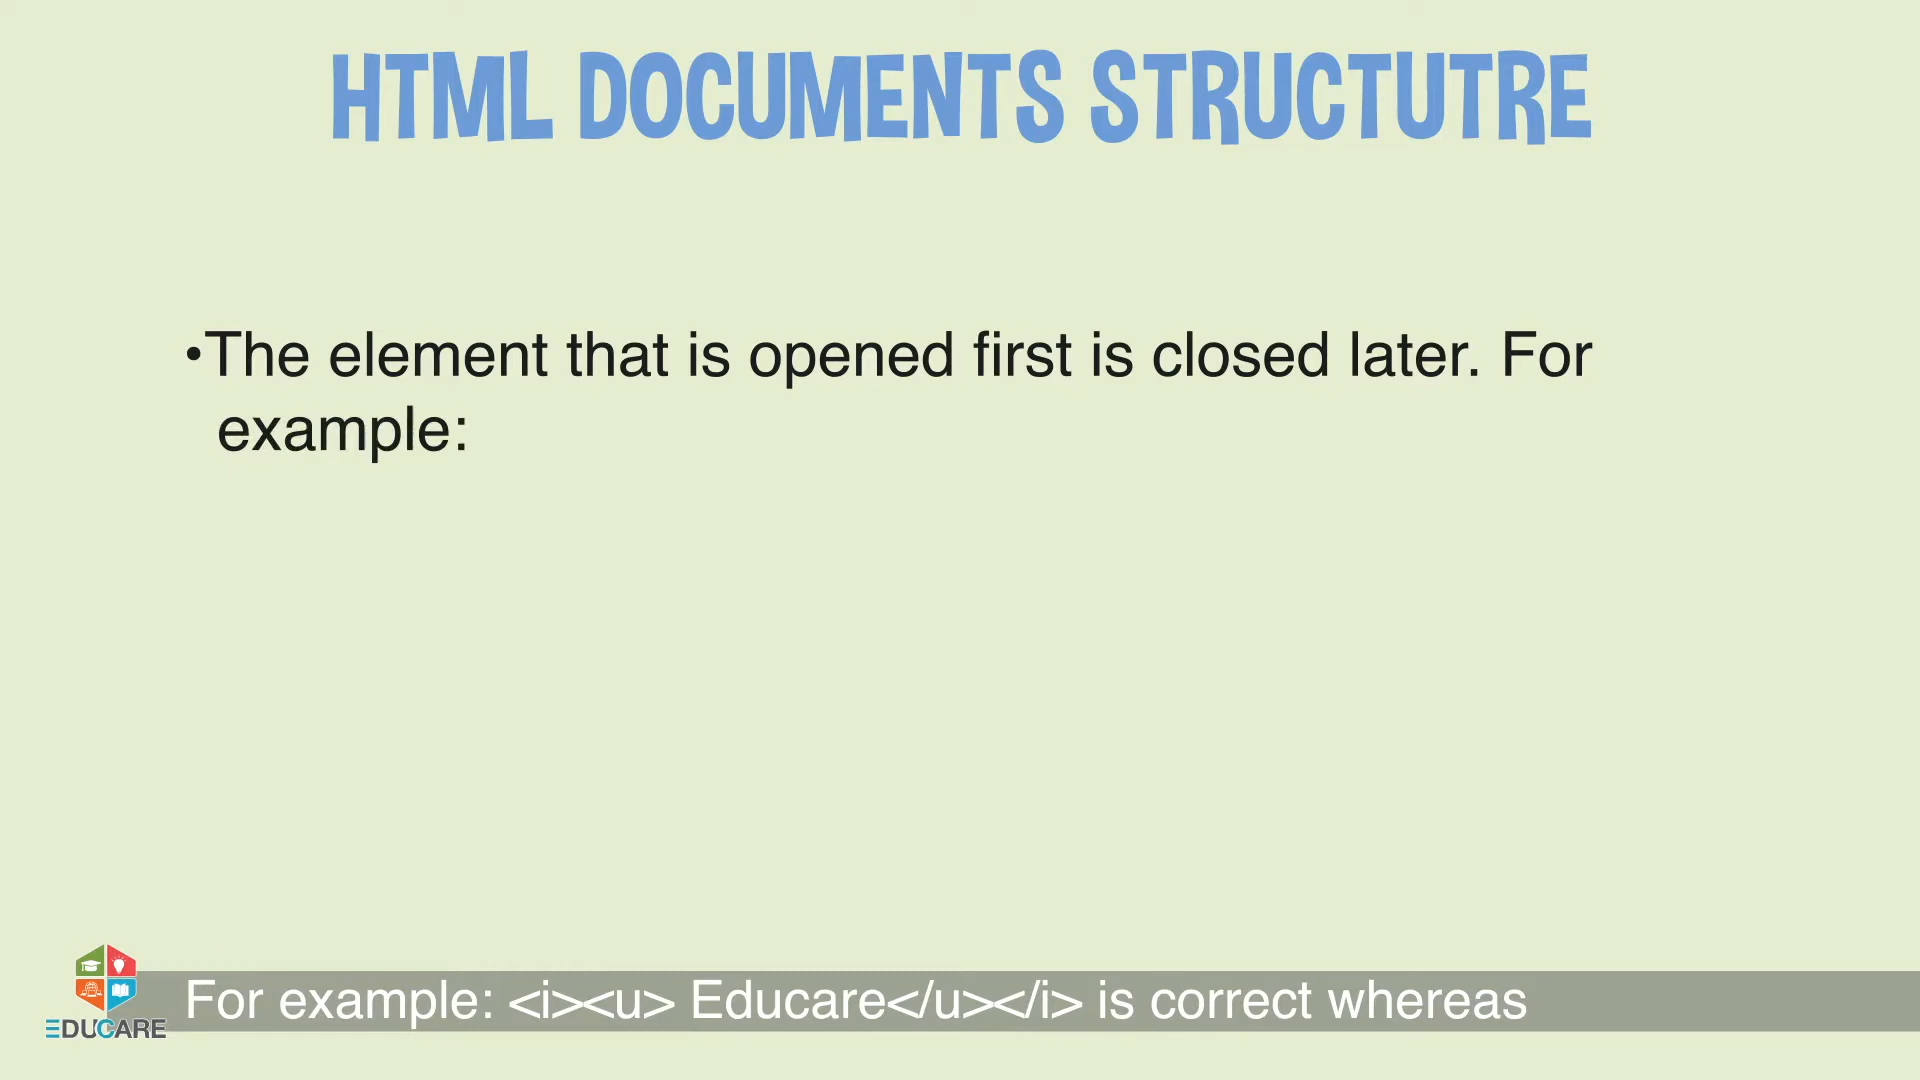 HTML DOCUMENTS STRUCTUTRE
•The element that is opened first is closed later. For
example:
For example: <i><u> Educare</u></i> is correct whereas
EDUCARE